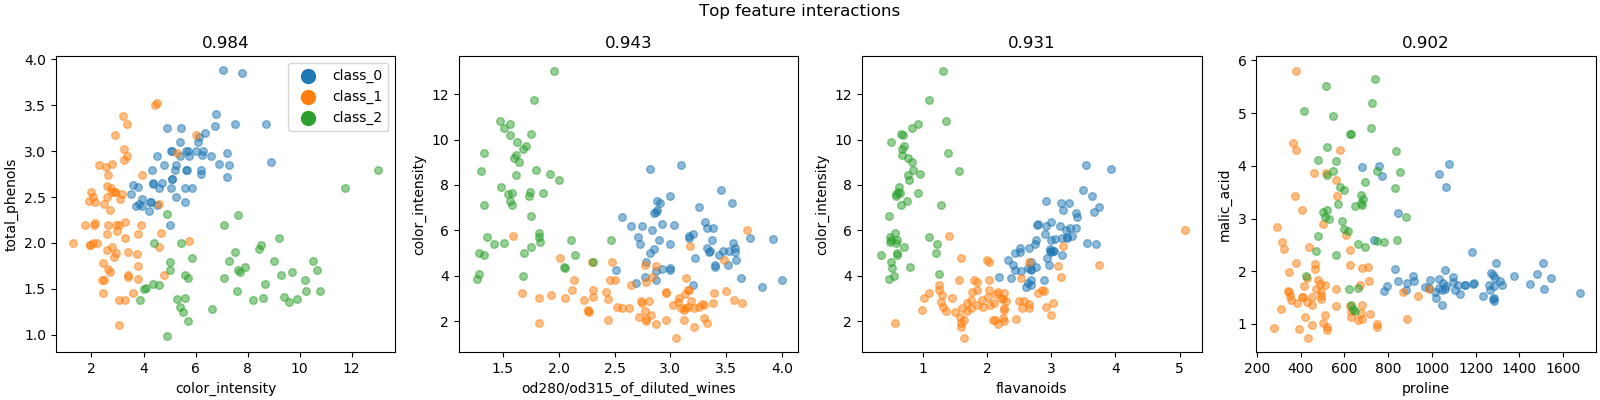 Top feature interactions
0.984
total_phenols
4.0
3.5
3.0
2.5
2.0
1.5
1.0
class_0
class_1
class_2
2 4 6 8 10 12
color_intensity
0.943
color_intensity
12
10
8
6
4
2
1.5 2.0 2.5 3.0 3.5 4.0
od280/od315_of_diluted_wines
0.931
color_intensity
12
10
8
6
4
2
1 2 3 4 5
flavanoids
0.902
malic_acid
6
5
4
3
2
1
200 400 600 800 1000 1200 1400 1600
proline